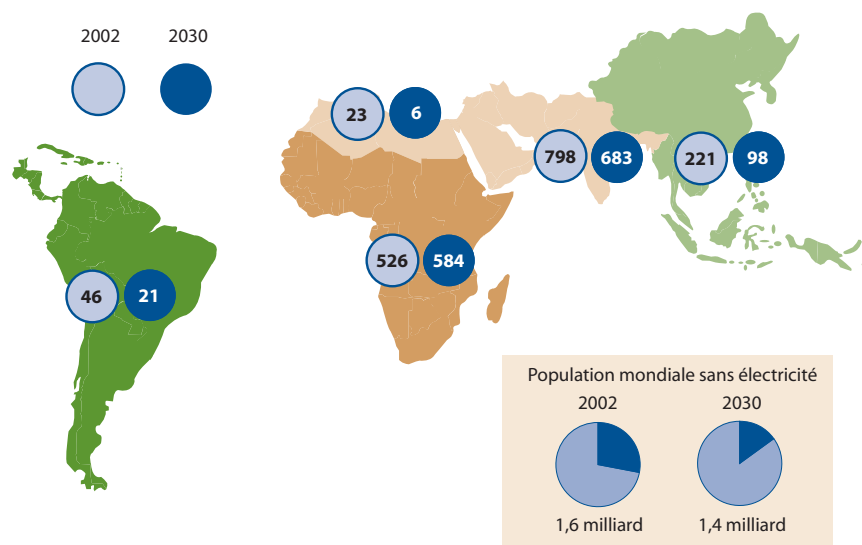 2002 2030
23 6
798 683 221 98
526 584
46 21
Population mondiale sans électricité
2002 2030
1,6 milliard 1,4 milliard